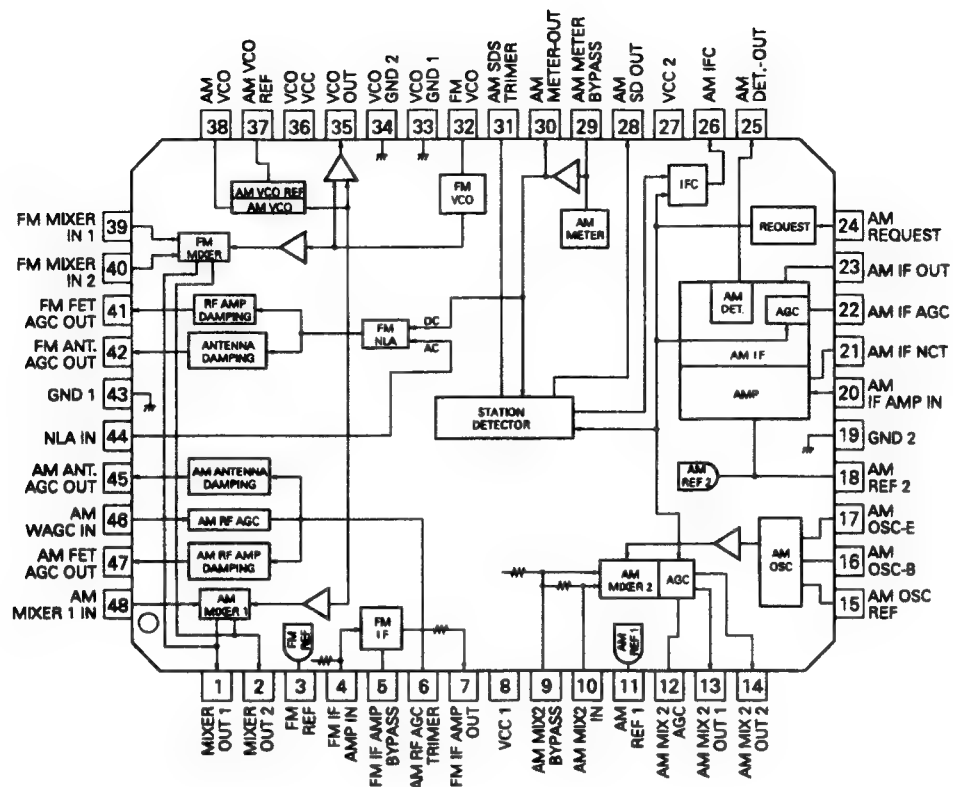 AM VCO
AM VCO REF
VCO VCC
VCO OUT
VCO GND 2
VCO GND 1
FM VCO
AM SDS TRIMER
AM METER-OUT
AM METER BYPASS
AM SD OUT
VCC 2
AM IFC
AM DET.-OUT
38
37
36
35
34
33
32
31
30
29
28
27
26
25
FM MIXER
IN 1
39
FM MIXER
IN 2
40
FM FET
AGC OUT
41
FM ANT.
AGC OUT
42
GND 1
43
NLA IN
44
AM ANT.
AGC OUT
45
AM
WAGC IN
46
AM FET
AGC OUT
47
AM
MIXER 1 IN
48
AM VCO REF
AM VCO
FM
VCO
FM
MIXER
RF AMP
DAMPING
ANTENNA
DAMPING
FM
NLA
DC
AC
AM
METER
IFC
REQUEST
AM
DET.
AGC
AM IF
AMP
STATION
DETECTOR
AM
REF 2
AM ANTENNA
DAMPING
AM RF AGC
AM RF AMP
DAMPING
AM
MIXER 1
FM
REF
FM
IF
AM
MIXER 2
AGC
AM
OSC
AM
REF 1
24
AM
REQUEST
23
AM IF OUT
22
AM IF AGC
21
AM IF NCT
20
AM
IF AMP IN
19
GND 2
18
AM
REF 2
17
AM
OSC-E
16
AM
OSC-B
15
AM OSC
REF
1
2
3
4
5
6
7
8
9
10
11
12
13
14
MIXER OUT 1
MIXER OUT 2
FM REF
FM IF AMP IN
FM IF AMP BYPASS
AM RF AGC TRIMER
FM IF AMP OUT
VCC 1
AM MIX2 BYPASS
AM MIX2 IN
AM REF 1
AM MIX 2 AGC
AM MIX 2 OUT 1
AM MIX 2 OUT 2